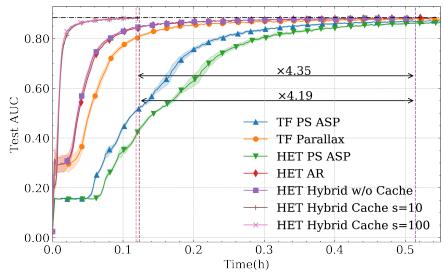 0.80
0.60
0.40
0.20
0.00
Test AUC
×4.35
×4.19
TF PS ASP
TF Parallax
HET PS ASP
HET AR
HET Hybrid w/o Cache
HET Hybrid Cache s=10
HET Hybrid Cache s=100
0.0 0.1 0.2 0.3 0.4 0.5
Time(h)